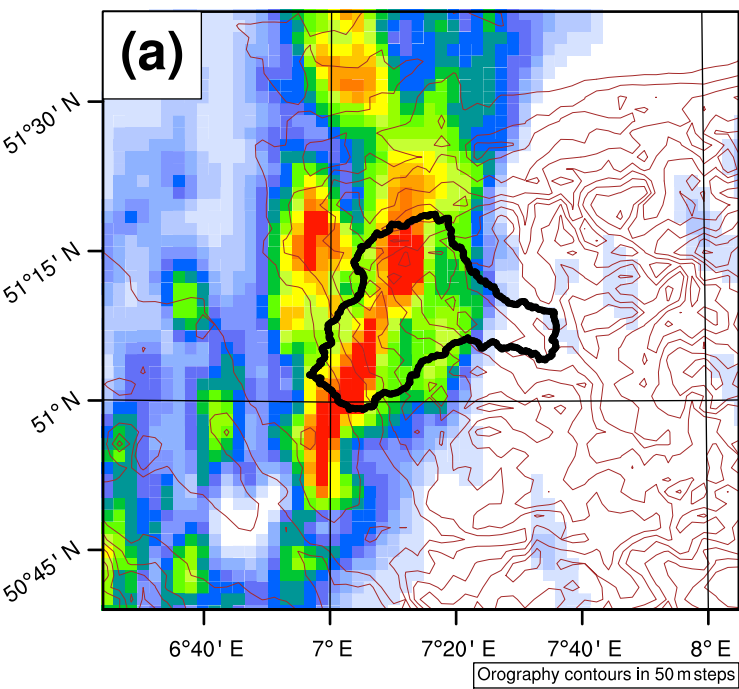 (a)
51°30' N
51°15' N
51° N
50°45' N
6°40' E
7° E
7°20' E
7°40' E
8° E
Orography contours in 50 m steps